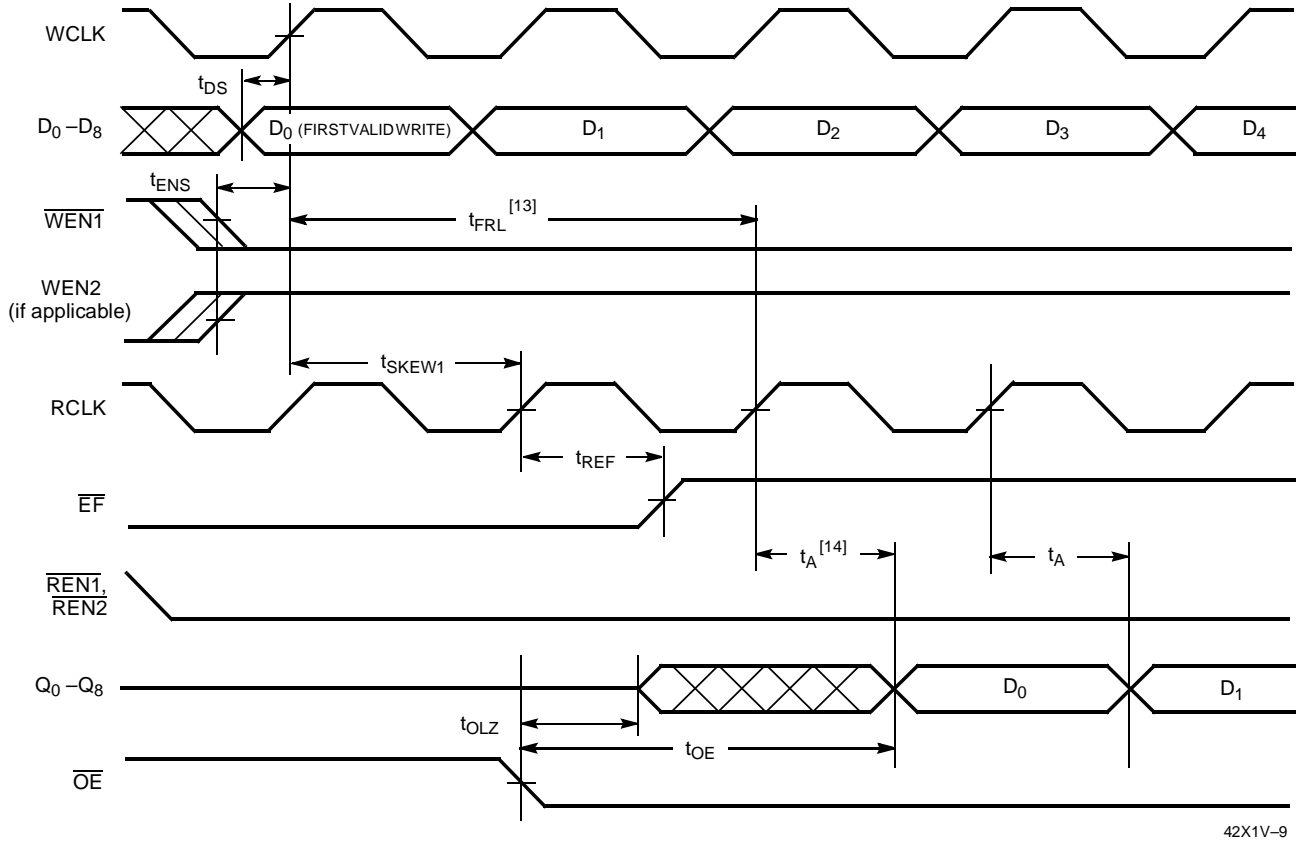 WCLK
tDS
D0 –D8
D0 (FIRSTVALIDWRITE)
D1
D2
D3
D4
tENS
WEN1
tFRL [13]
WEN2
(if applicable)
tSKEW1
RCLK
tREF
EF
tA [14]
tA
REN1,
REN2
Q0 –Q8
D0
D1
tOLZ
tOE
OE
42X1V–9